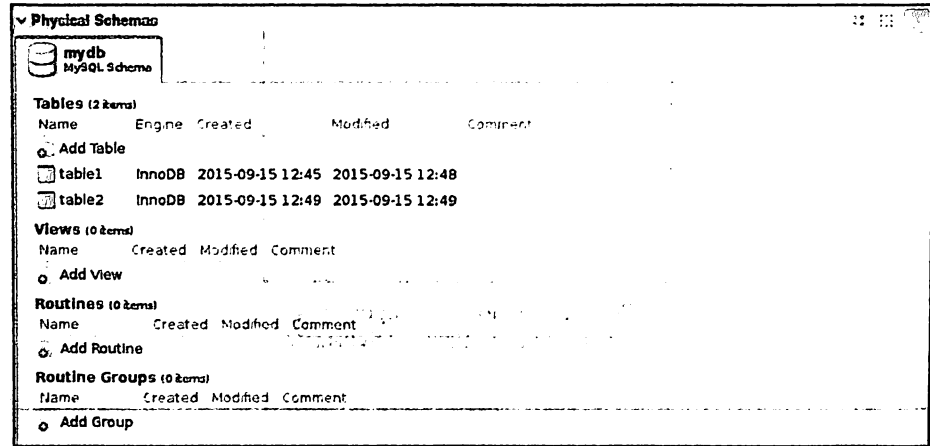 Physical Schemas
mydb
MySQL Schema
Tables (2 items)
Name Engine Created Modified Comment
Add Table
table1 InnoDB 2015-09-15 12:45 2015-09-15 12:48
table2 InnoDB 2015-09-15 12:49 2015-09-15 12:49
Views (0 items)
Name Created Modified Comment
Add View
Routines (0 items)
Name Created Modified Comment
Add Routine
Routine Groups (0 items)
Name Created Modified Comment
Add Group